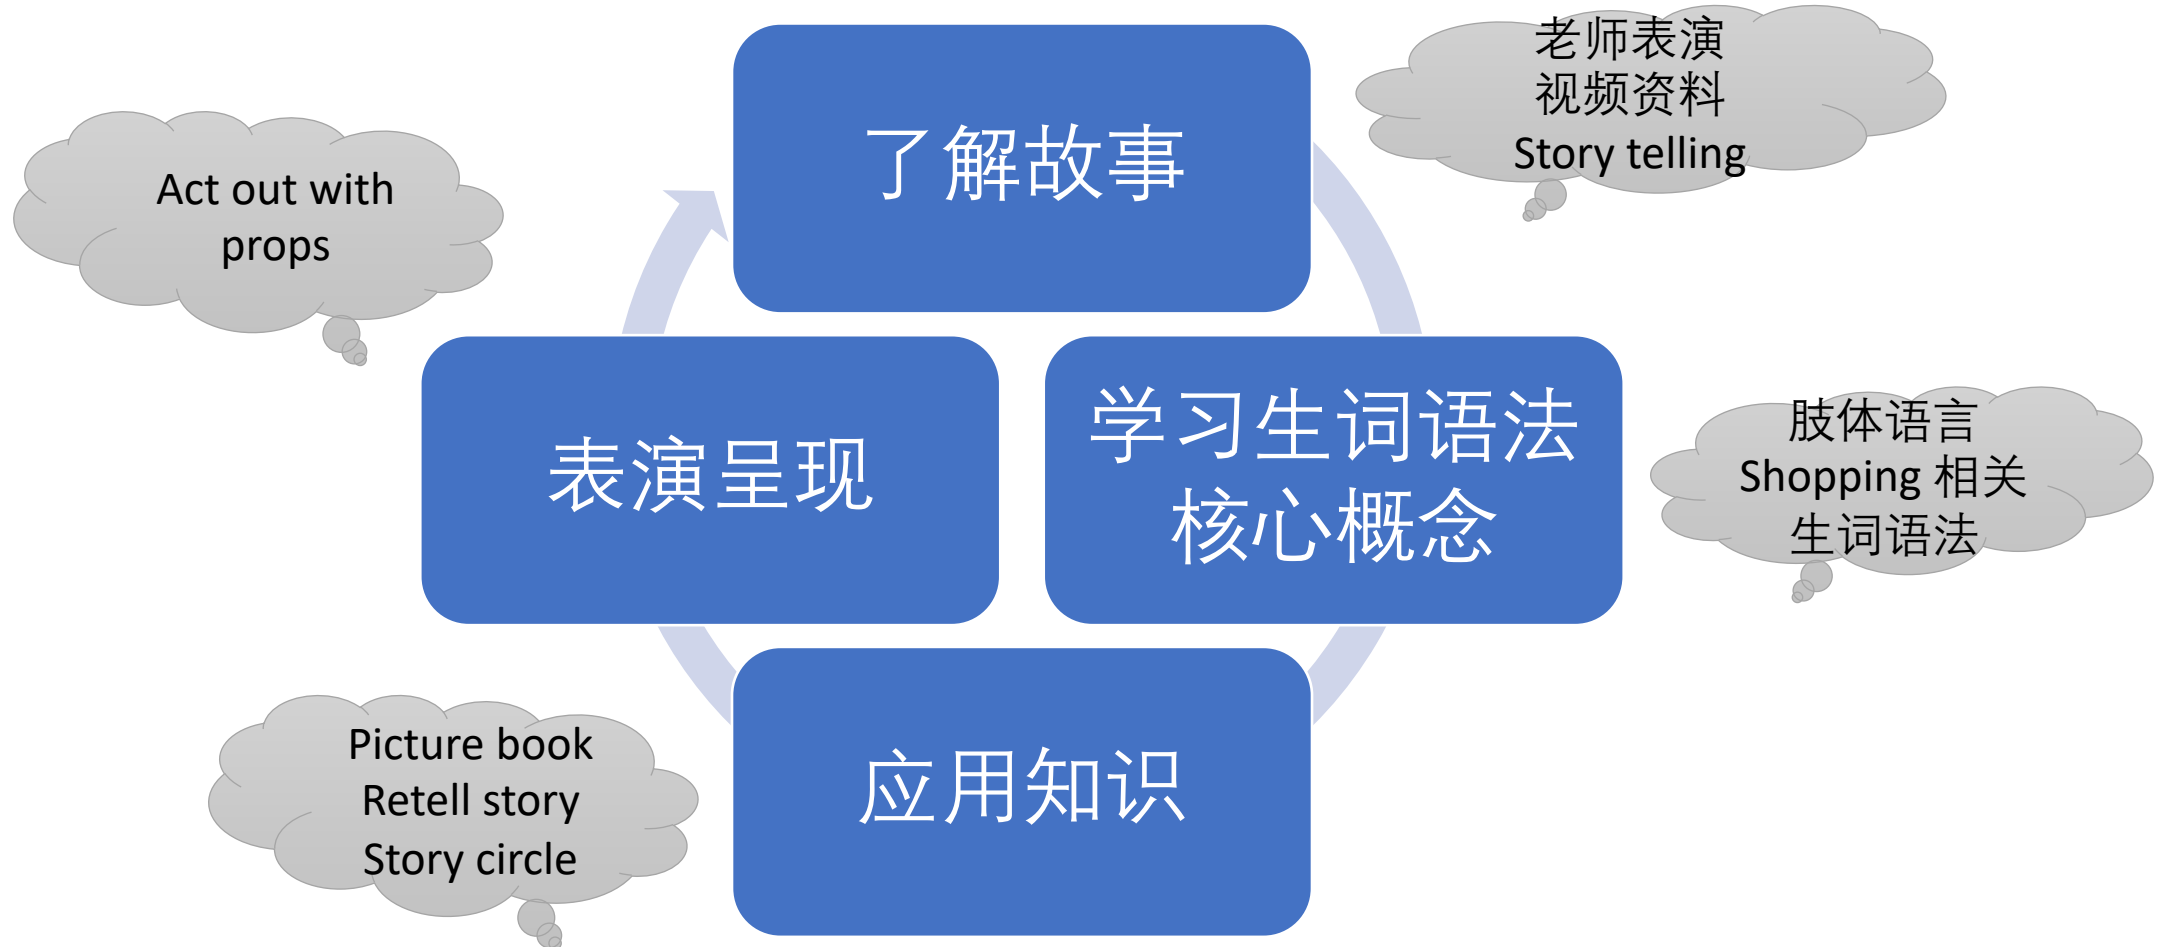 了解故事
老师表演
视频资料
Story telling
学习生词语法
核心概念
肢体语言
Shopping 相关
生词语法
应用知识
Picture book
Retell story
Story circle
表演呈现
Act out with
props